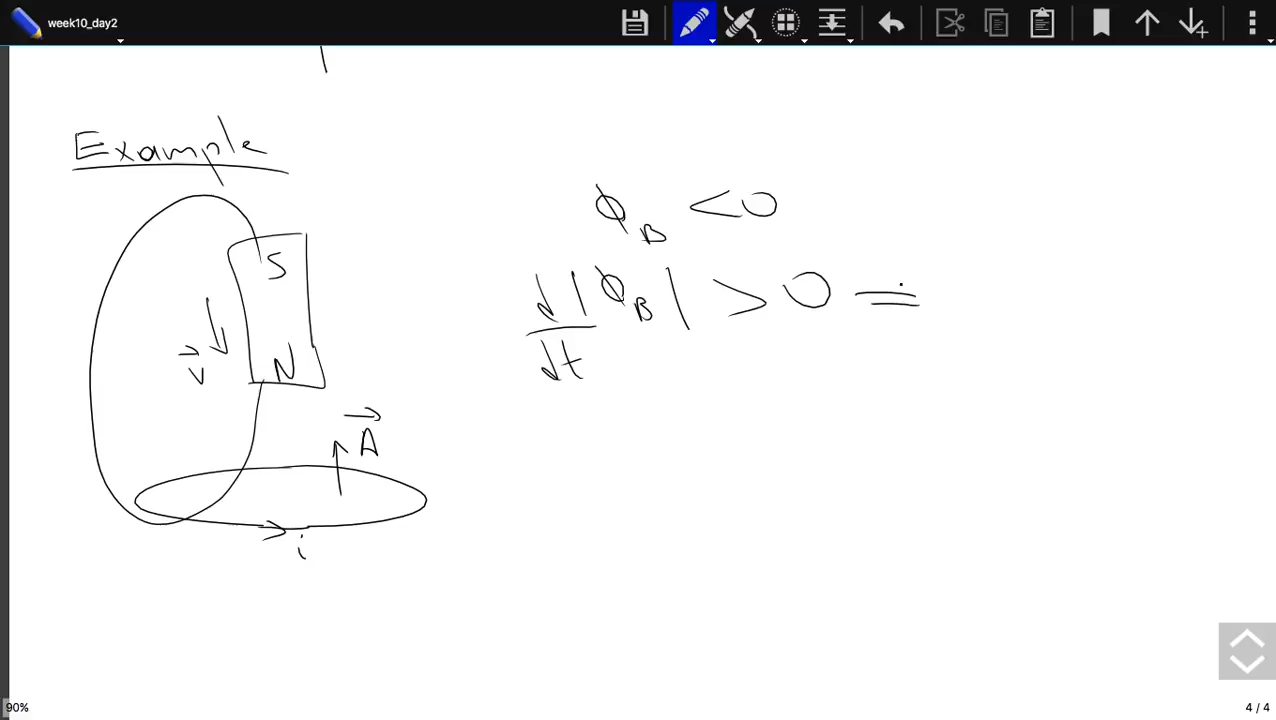 week10_day2
Example
ϕ_B < 0
S
d|ϕ_B|/dt > 0 =
N
v⃗
A⃗
i
90%
4 / 4